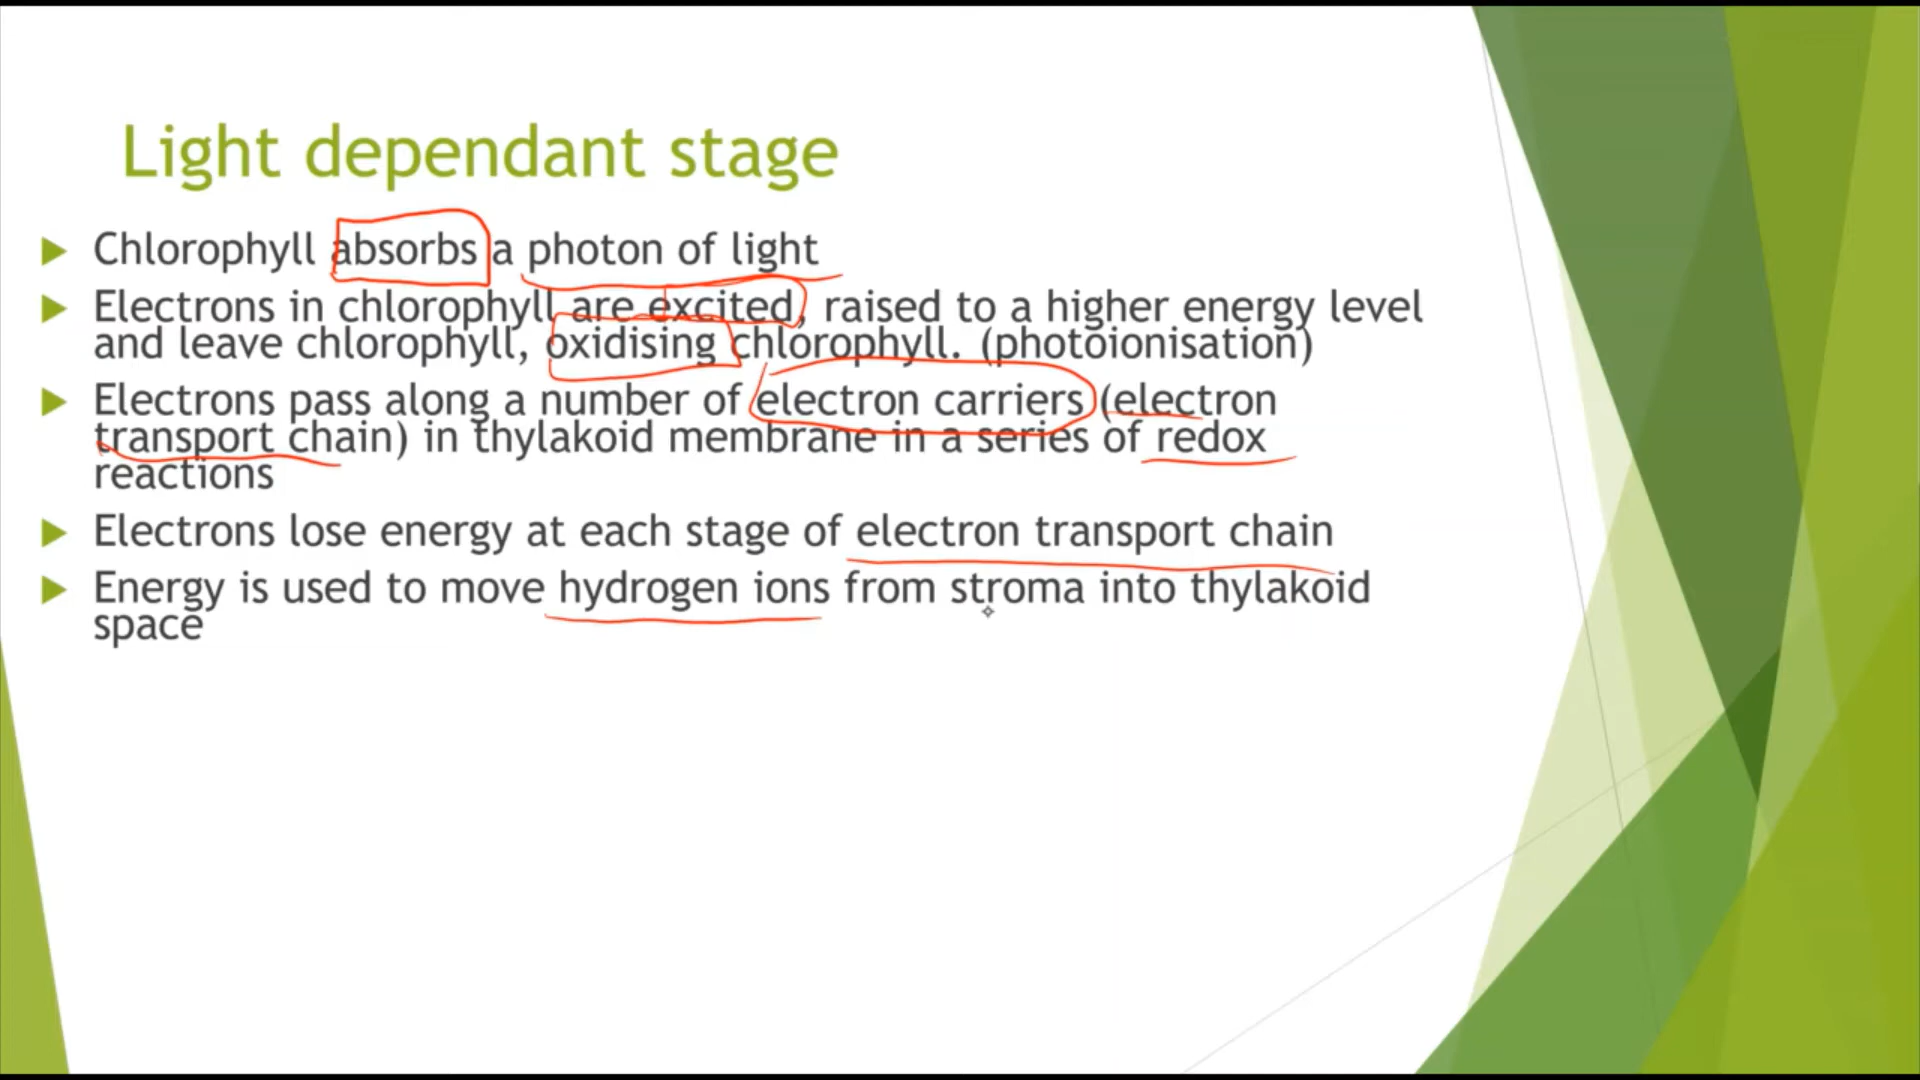 Light dependant stage
Chlorophyll absorbs a photon of light
Electrons in chlorophyll are excited, raised to a higher energy level
and leave chlorophyll, oxidising chlorophyll. (photoionisation)
Electrons pass along a number of electron carriers (electron
transport chain) in thylakoid membrane in a series of redox
reactions
Electrons lose energy at each stage of electron transport chain
Energy is used to move hydrogen ions from stroma into thylakoid
space